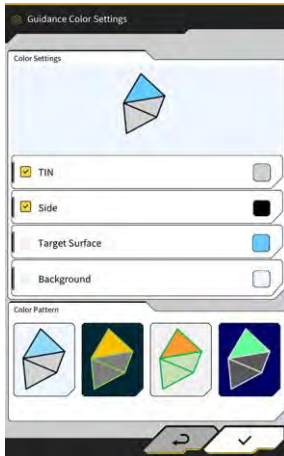 Guidance Color Settings
Color Settings
TIN
Side
Target Surface
Background
Color Pattern